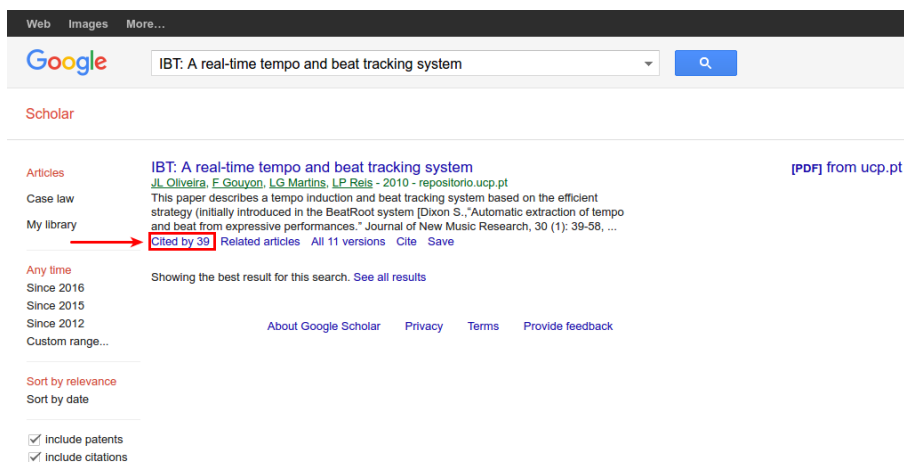 Web Images More...
Google
IBT: A real-time tempo and beat tracking system
Scholar
Articles
Case law
My library
Any time
Since 2016
Since 2015
Since 2012
Custom range...
Sort by relevance
Sort by date
include patents
include citations
IBT: A real-time tempo and beat tracking system
JL Oliveira, F Gouyon, LG Martins, LP Reis - 2010 - repositorio.ucp.pt
This paper describes a tempo induction and beat tracking system based on the efficient
strategy (initially introduced in the BeatRoot system [Dixon S.,"Automatic extraction of tempo
and beat from expressive performances." Journal of New Music Research, 30 (1): 39-58, ...
Cited by 39 Related articles All 11 versions Cite Save
[PDF] from ucp.pt
Showing the best result for this search. See all results
About Google Scholar Privacy Terms Provide feedback